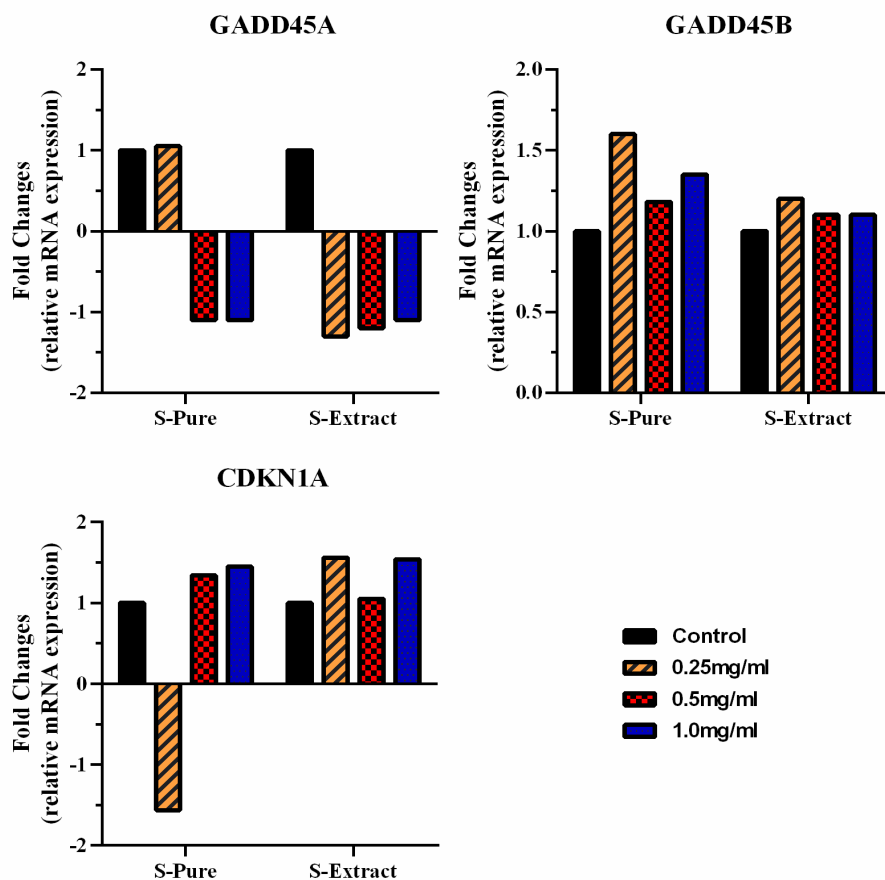 GADD45A
Fold Changes
(relative mRNA expression)
2
1
0
-1
-2
S-Pure S-Extract
GADD45B
Fold Changes
(relative mRNA expression)
2.0
1.5
1.0
0.5
0.0
S-Pure S-Extract
CDKN1A
Fold Changes
(relative mRNA expression)
2
1
0
-1
-2
S-Pure S-Extract
Control
0.25mg/ml
0.5mg/ml
1.0mg/ml